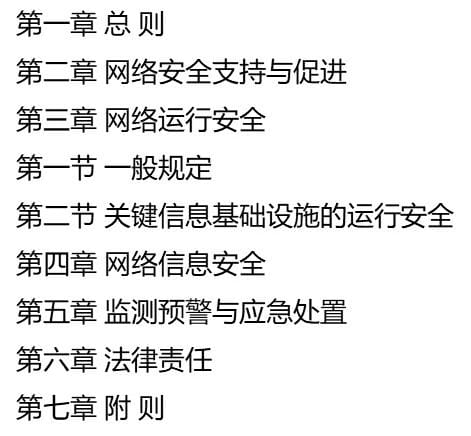 第一章 总 则
第二章 网络安全支持与促进
第三章 网络运行安全
第一节 一般规定
第二节 关键信息基础设施的运行安全
第四章 网络信息安全
第五章 监测预警与应急处置
第六章 法律责任
第七章 附 则